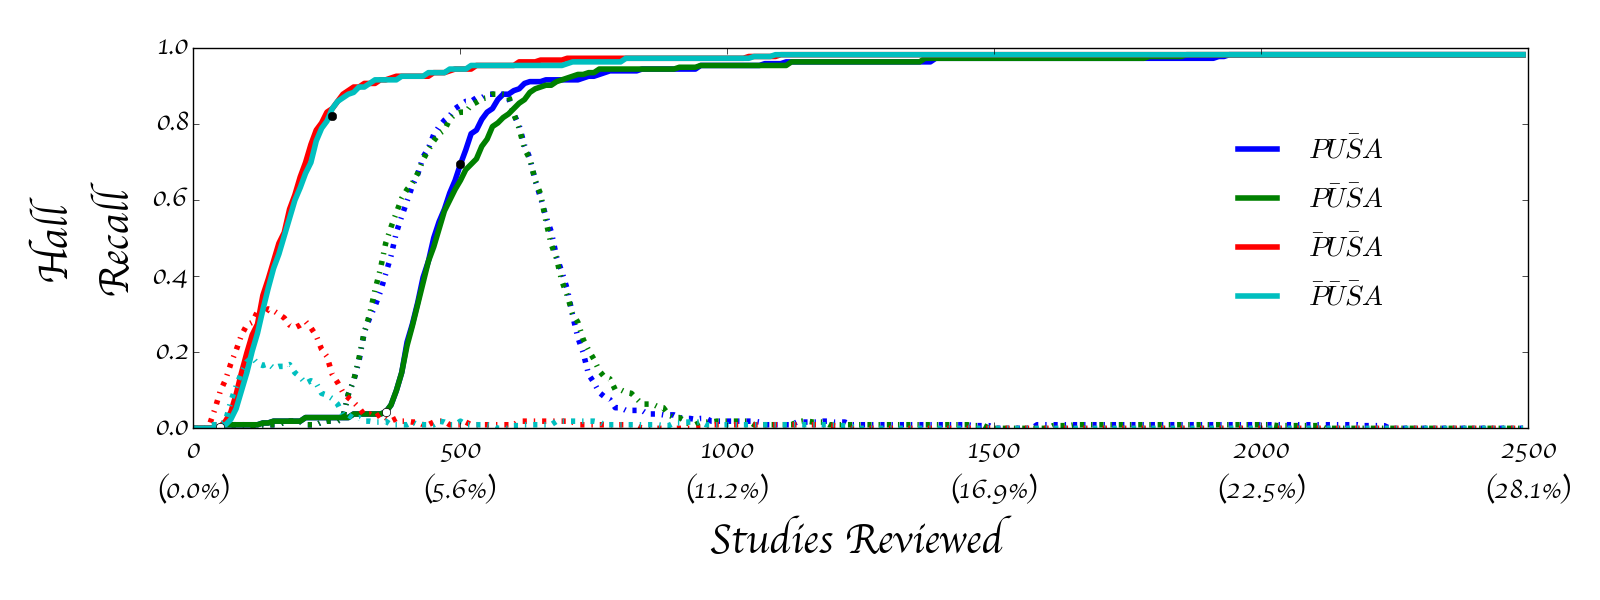 1.0
0.8
0.6
0.4
0.2
0.0
Hall
Recall
PUS̄A
PŪS̄A
P̄US̄A
P̄ŪS̄A
0 500 1000 1500 2000 2500
(0.0%) (5.6%) (11.2%) (16.9%) (22.5%) (28.1%)
Studies Reviewed